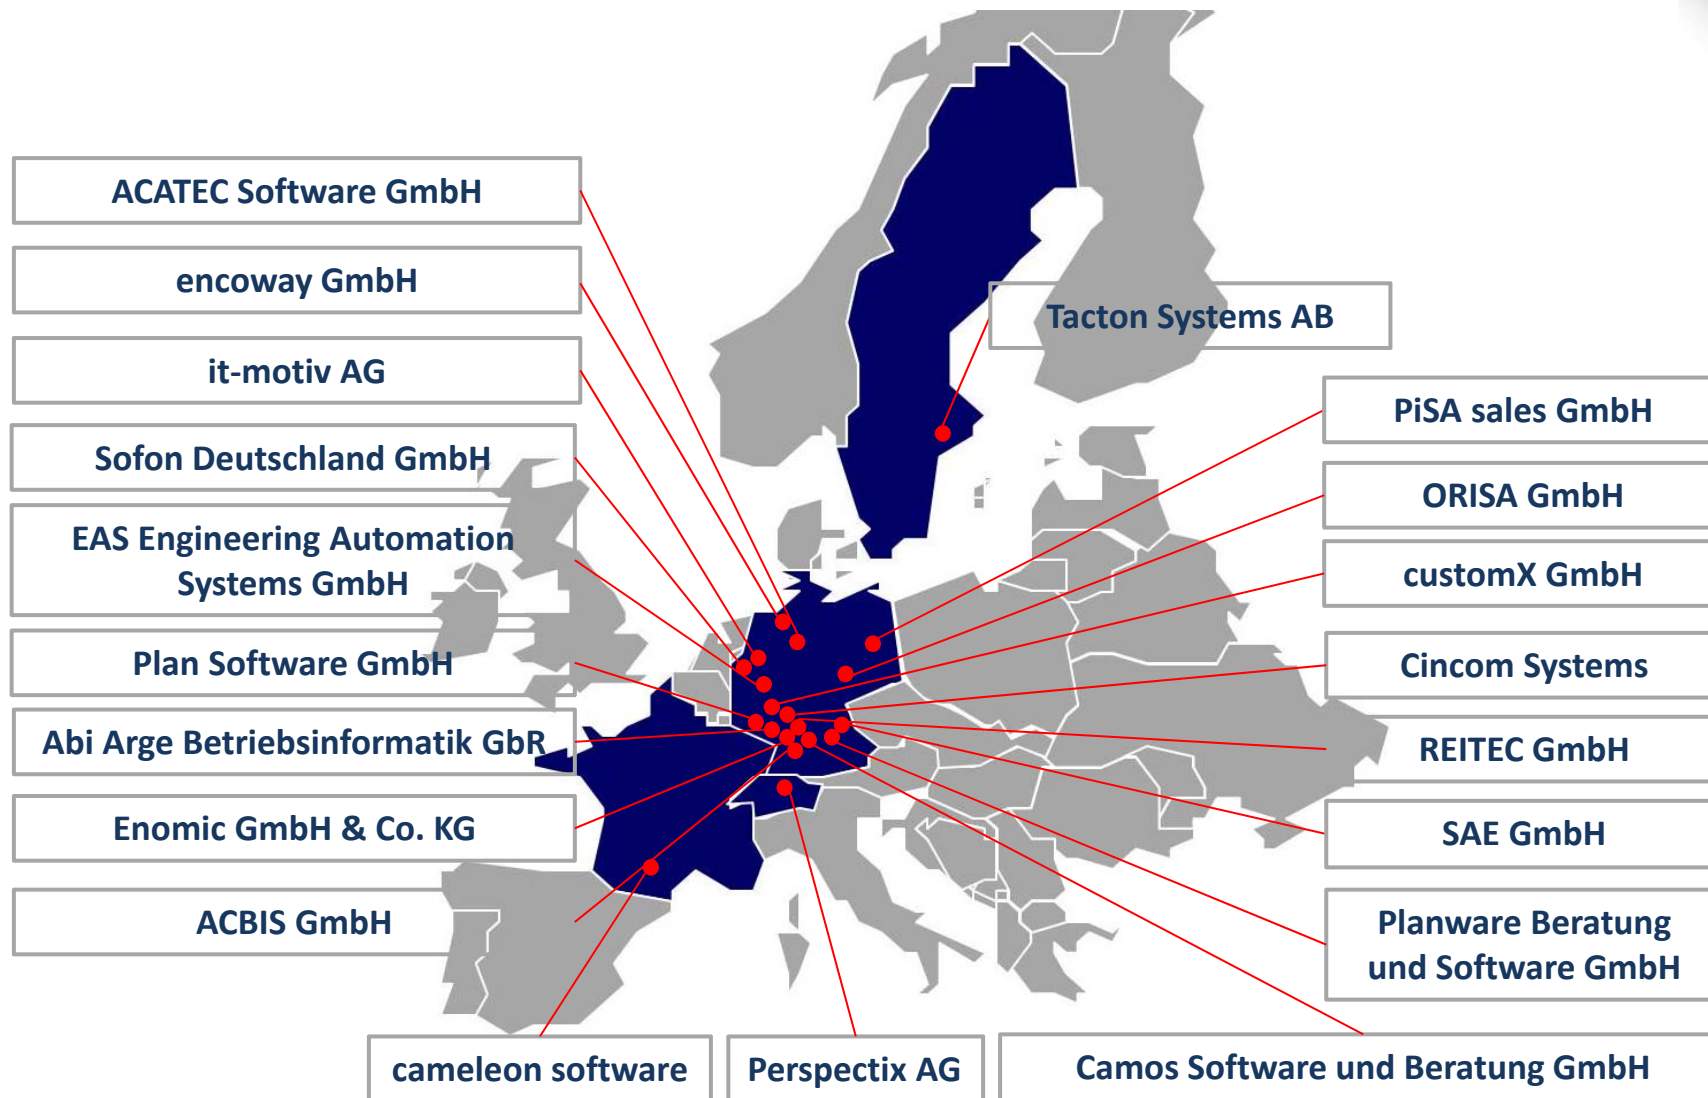 ACATEC Software GmbH
encoway GmbH
it-motiv AG
Sofon Deutschland GmbH
EAS Engineering Automation
Systems GmbH
Plan Software GmbH
Abi Arge Betriebsinformatik GbR
Enomic GmbH & Co. KG
ACBIS GmbH
cameleon software
Perspectix AG
Camos Software und Beratung GmbH
Tacton Systems AB
PiSA sales GmbH
ORISA GmbH
customX GmbH
Cincom Systems
REITEC GmbH
SAE GmbH
Planware Beratung
und Software GmbH